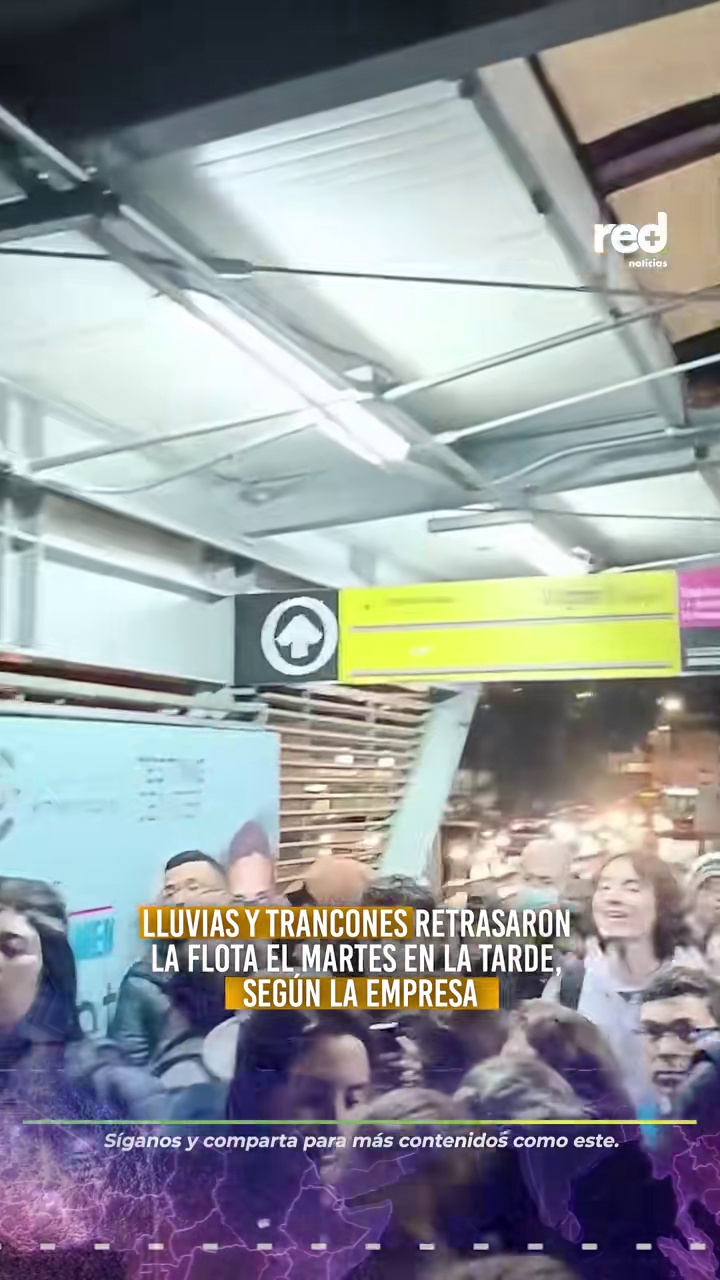 red
noticias
LLUVIAS Y TRANCONES RETRASARON
LA FLOTA EL MARTES EN LA TARDE,
SEGÚN LA EMPRESA
Síganos y comparta para más contenidos como este.